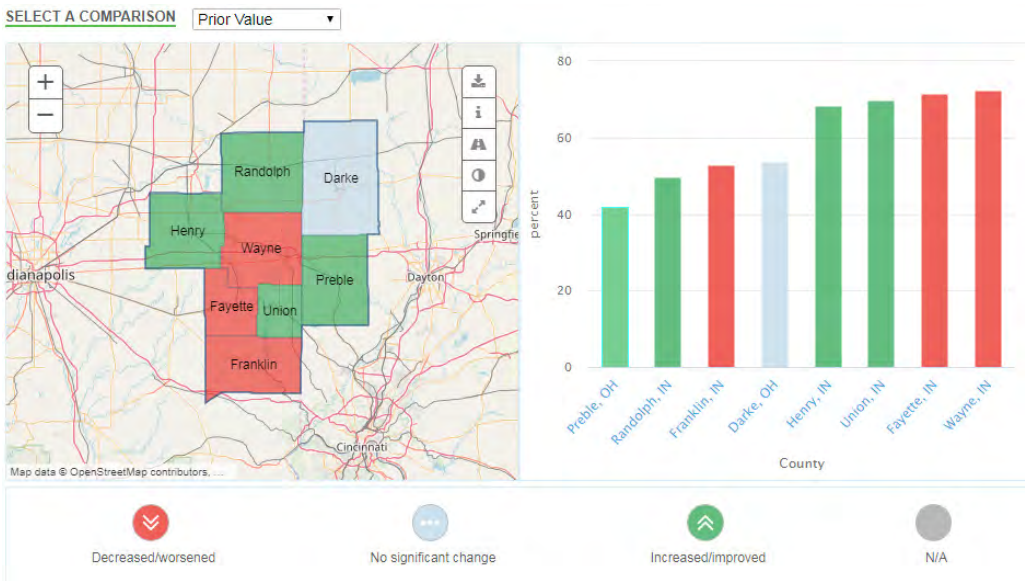 SELECT A COMPARISON
Prior Value
+
−
i
Randolph
Darke
Henry
Wayne
Springfie
dianapolis
Preble
Dayton
Fayette
Union
Franklin
Cincinnati
Map data © OpenStreetMap contributors, ...
percent
80
60
40
20
0
Preble, OH
Randolph, IN
Franklin, IN
Darke, OH
Henry, IN
Union, IN
Fayette, IN
Wayne, IN
County
Decreased/worsened
No significant change
Increased/improved
N/A